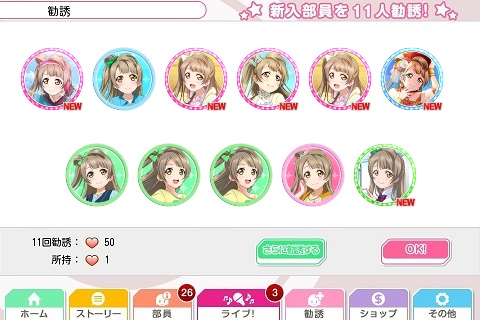 勧誘
新入部員を11人勧誘!
NEW NEW NEW NEW NEW
NEW
11回勧誘: 50
所持: 1
さらに勧誘する
OK!
26
3
ホーム
ストーリー
部員
ライブ!
勧誘
ショップ
その他